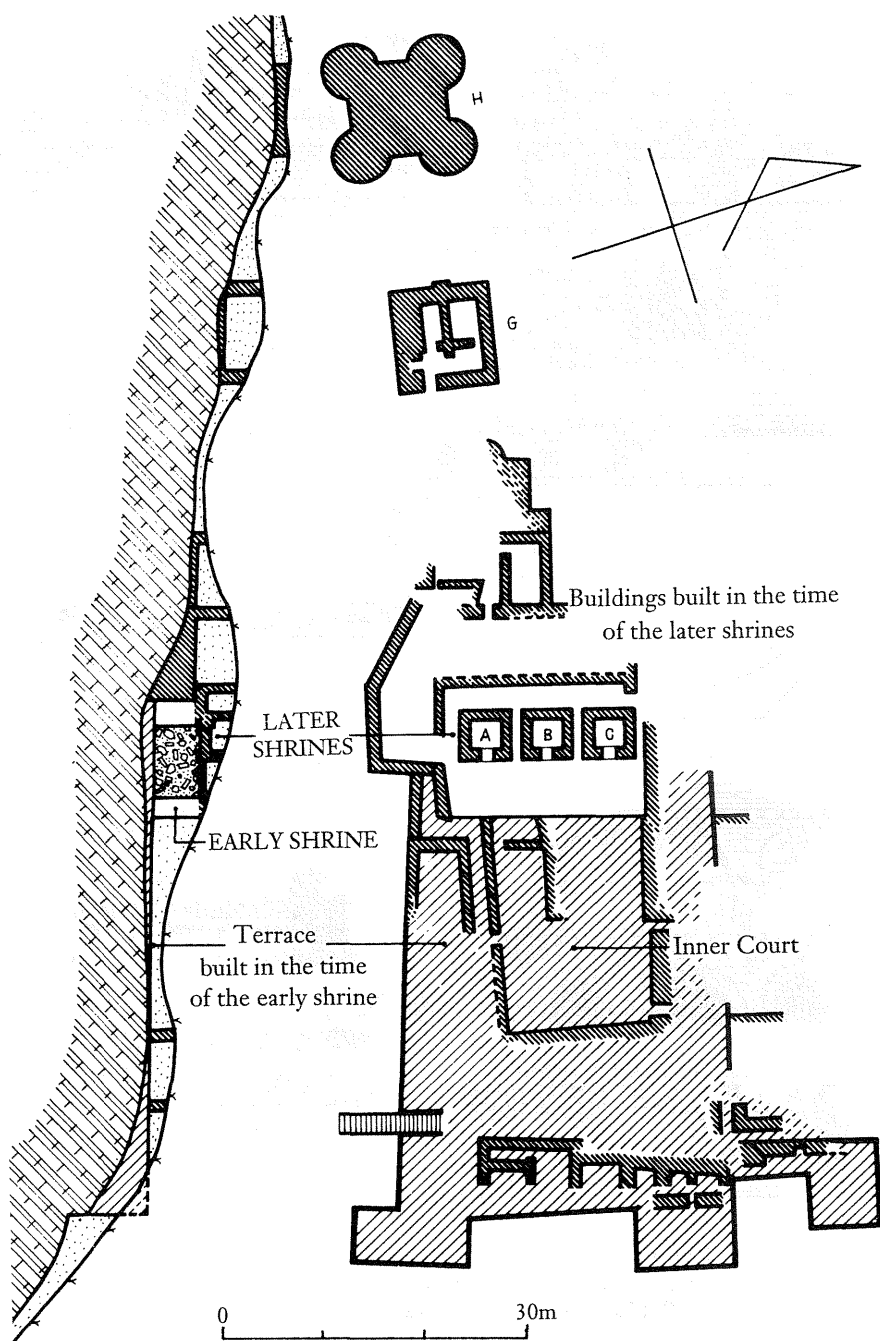 H
G
Buildings built in the time
of the later shrines
LATER
SHRINES
A
B
C
EARLY SHRINE
Terrace
built in the time
of the early shrine
Inner Court
0
30m